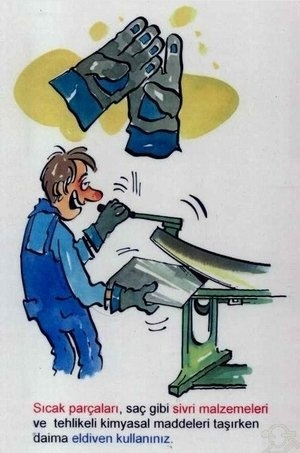 Sıcak parçaları, saç gibi sivri malzemeleri
ve tehlikeli kimyasal maddeleri taşırken
daima eldiven kullanınız.